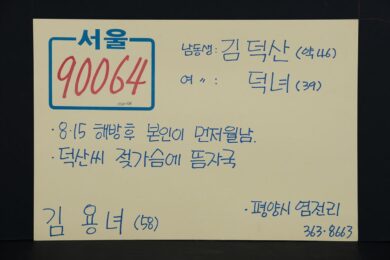 서울
90064
남동생: 김덕산 (약46)
여 〃 : 덕녀 (39)
· 8·15 해방후 본인이 먼저월남.
· 덕산씨 젖가슴에 뜸자국
김용녀 (58)
· 평양시 염전리
363-8663